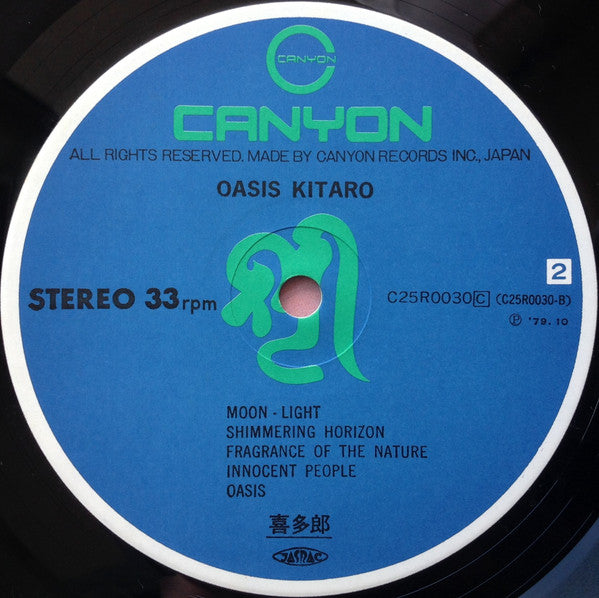 CANYON
CANYON
ALL RIGHTS RESERVED. MADE BY CANYON RECORDS INC., JAPAN
OASIS KITARO
2
STEREO 33rpm
C25R0030 C (C25R0030-B)
Ⓟ '79.10
MOON - LIGHT
SHIMMERING HORIZON
FRAGRANCE OF THE NATURE
INNOCENT PEOPLE
OASIS
喜多郎
JASRAC